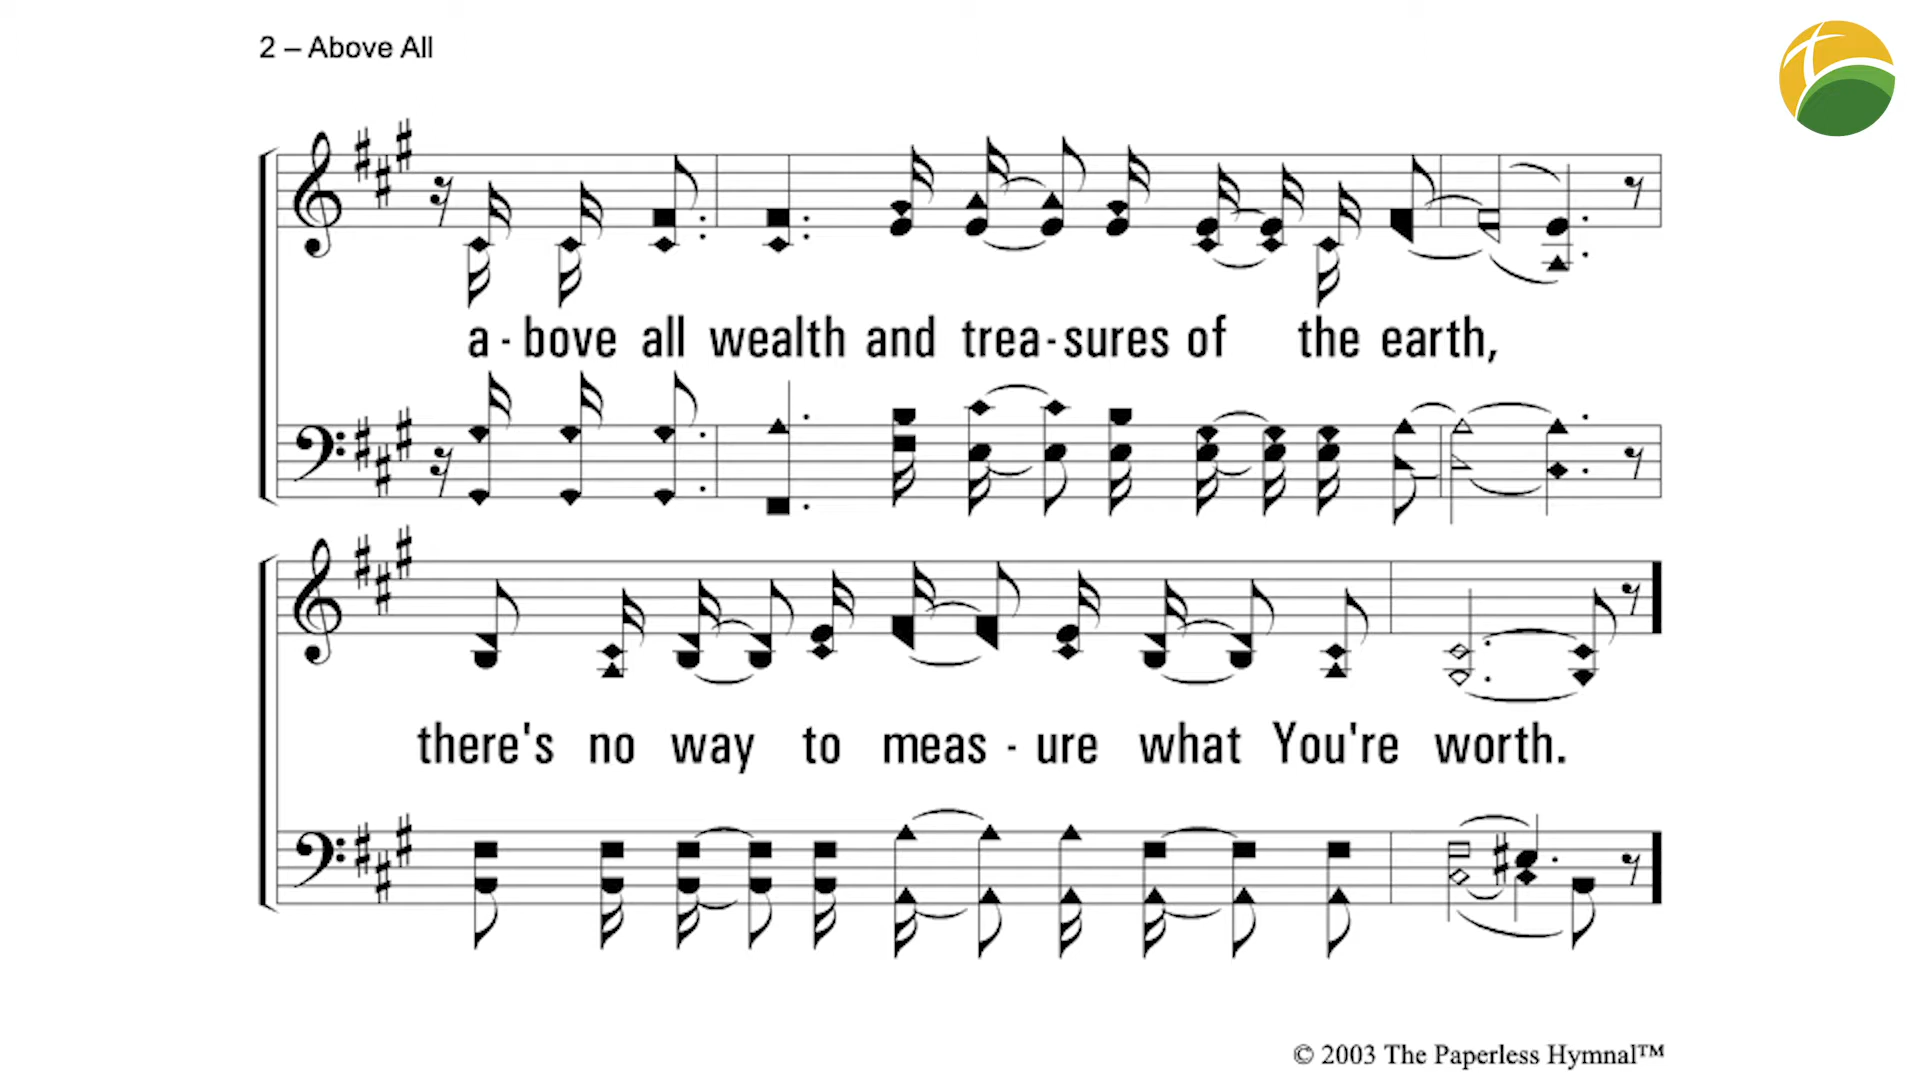 2 – Above All
a - bove all wealth and trea - sures of the earth,
there's no way to meas - ure what You're worth.
© 2003 The Paperless Hymnal™